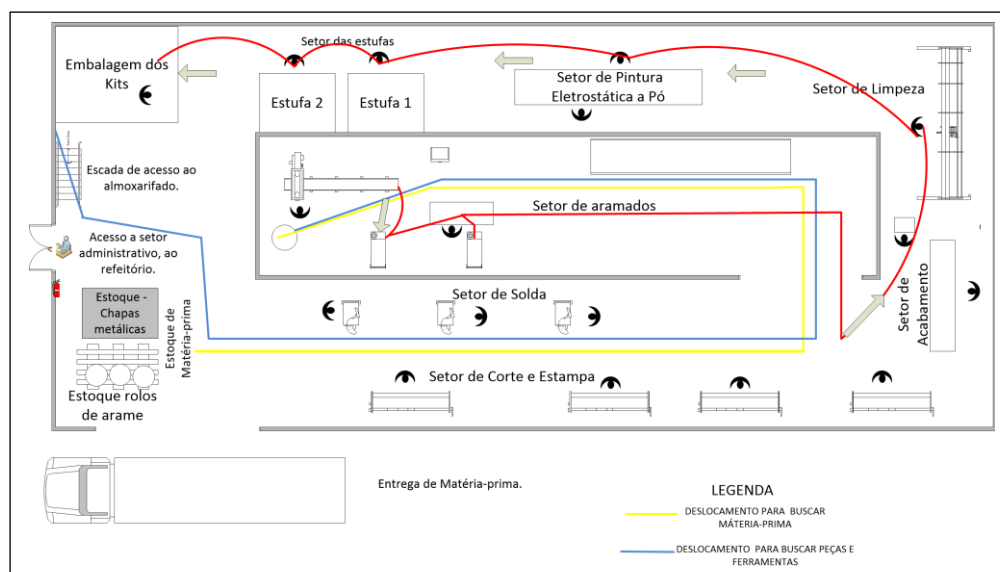 Setor das estufas
Embalagem dos
Kits
Estufa 2
Estufa 1
Setor de Pintura
Eletrostática a Pó
Setor de Limpeza
Escada de acesso ao
almoxarifado.
Setor de aramados
Acesso a setor
administrativo, ao
refeitório.
Estoque -
Chapas
metálicas
Estoque de
Matéria-prima
Setor de Solda
Setor de
Acabamento
Estoque rolos
de arame
Setor de Corte e Estampa
Entrega de Matéria-prima.
LEGENDA
DESLOCAMENTO PARA BUSCAR
MÁTERIA-PRIMA
DESLOCAMENTO PARA BUSCAR PEÇAS E
FERRAMENTAS